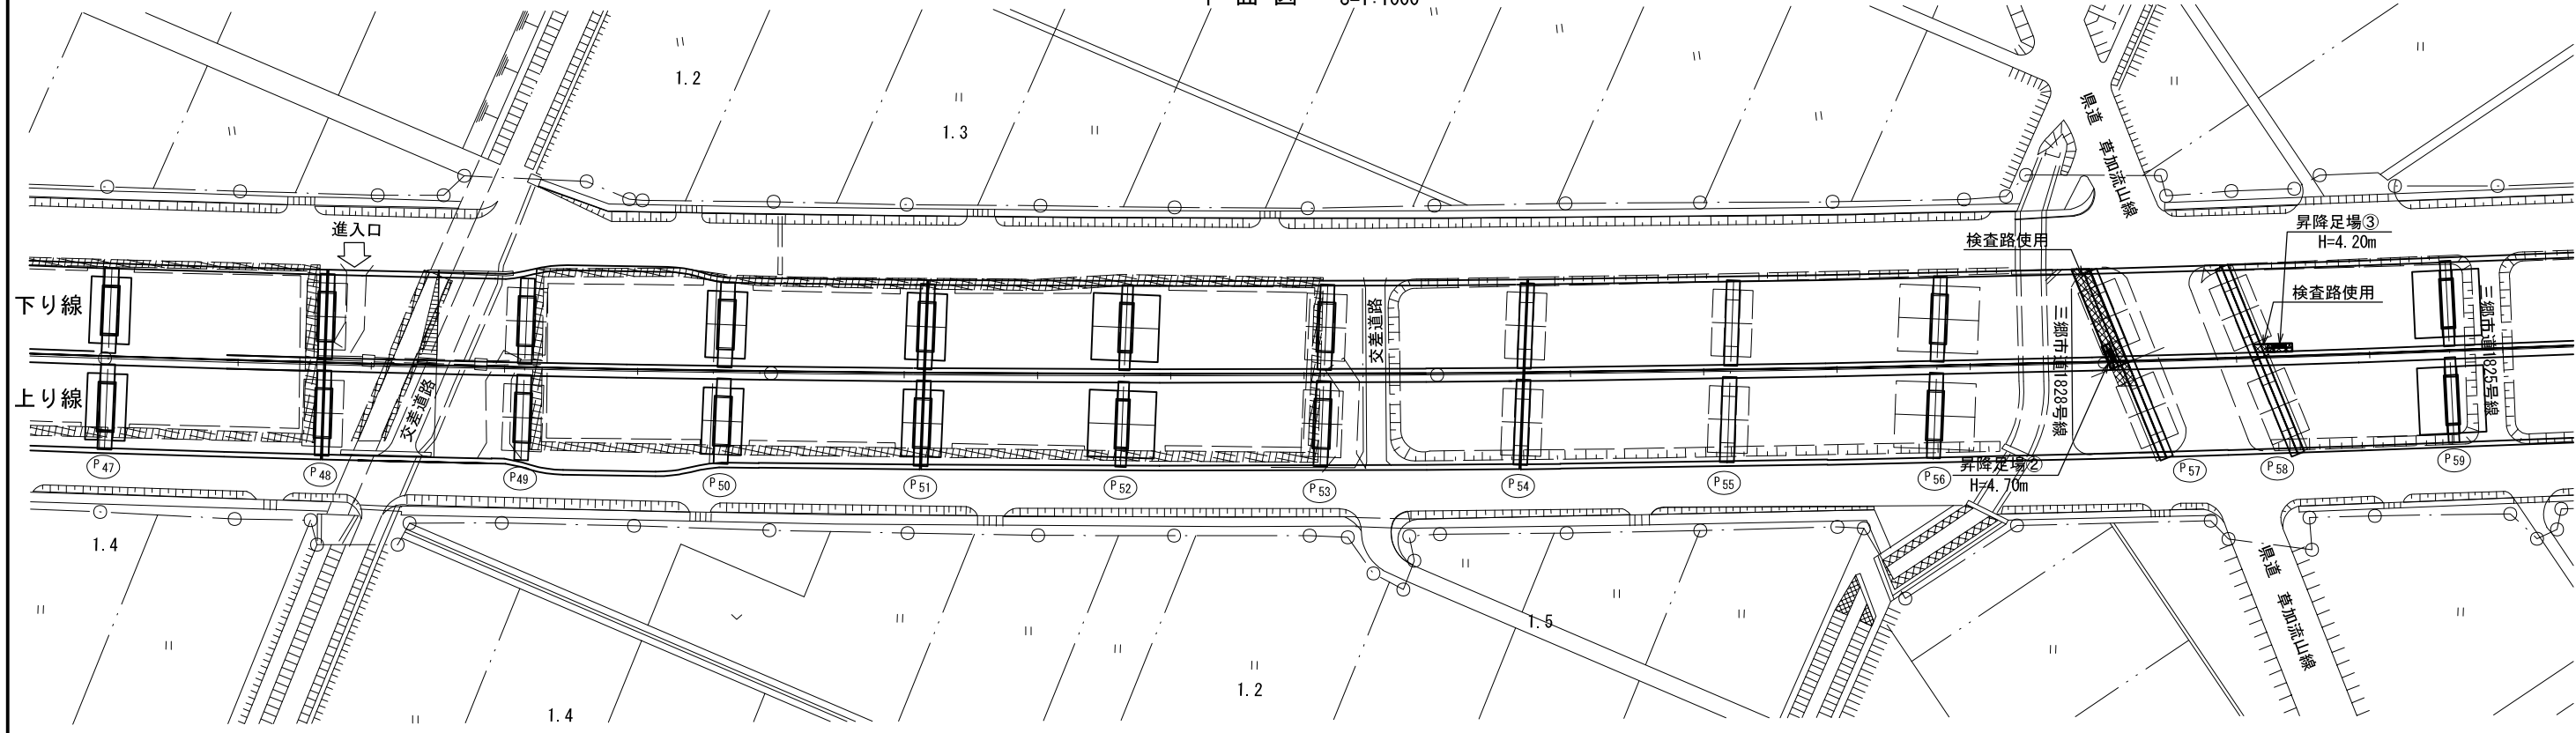 平面図 S=1:1000
1.2
1.3
県道 草加流山線
進入口
検査路使用
昇降足場③
H=4.20m
検査路使用
下り線
上り線
交差道路
交差道路
三郷市道1828号線
三郷市道1825号線
昇降足場②
H=4.70m
P47
P48
P49
P50
P51
P52
P53
P54
P55
P56
P57
P58
P59
1.4
1.4
1.2
1.5
県道 草加流山線